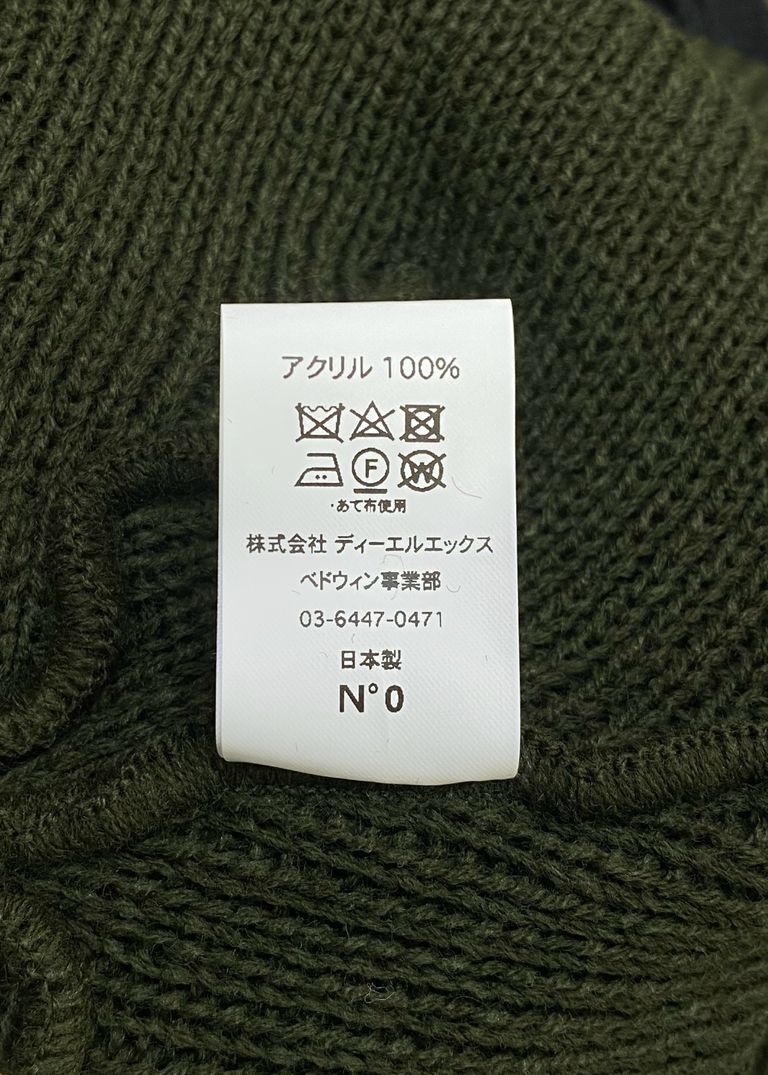 アクリル 100%
F W
・あて布使用
株式会社 ディーエルエックス
ベドウィン事業部
03-6447-0471
日本製
N°0